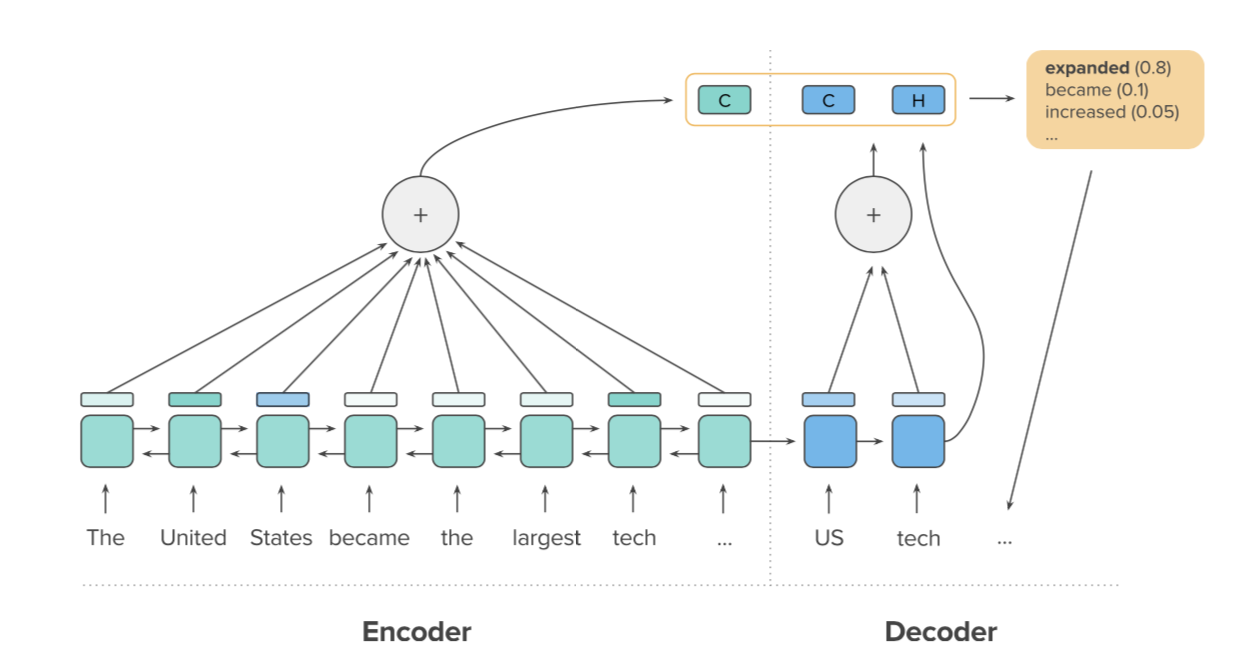 expanded (0.8)
became (0.1)
increased (0.05)
...
C C H
+ +
The United States became the largest tech ... US tech ...
Encoder Decoder